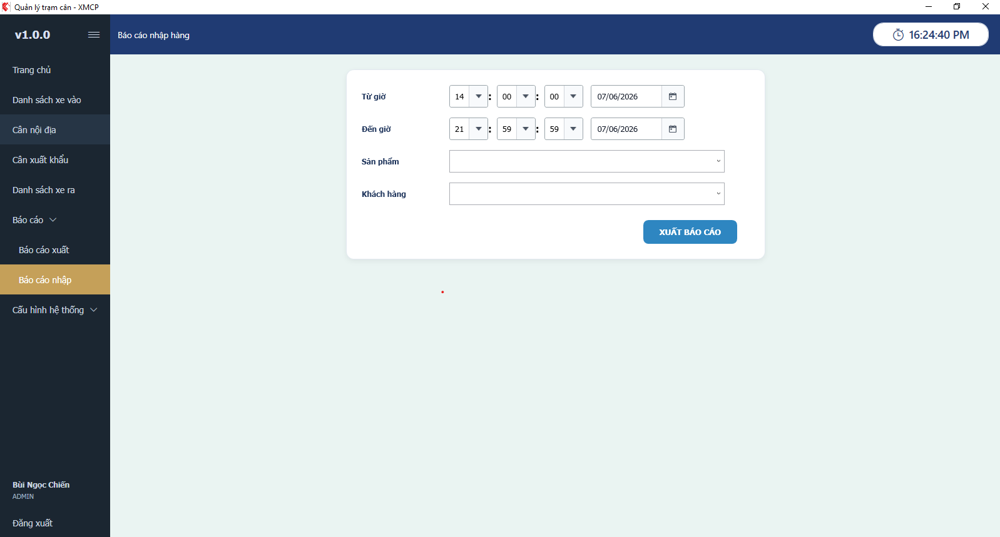 Quản lý trạm cân - XMCP
v1.0.0
Báo cáo nhập hàng
16:24:40 PM
Trang chủ
Danh sách xe vào
Cân nội địa
Cân xuất khẩu
Danh sách xe ra
Báo cáo
Báo cáo xuất
Báo cáo nhập
Cấu hình hệ thống
Bùi Ngọc Chiến
ADMIN
Đăng xuất
Từ giờ 14 : 00 : 00 07/06/2026
Đến giờ 21 : 59 : 59 07/06/2026
Sản phẩm
Khách hàng
XUẤT BÁO CÁO